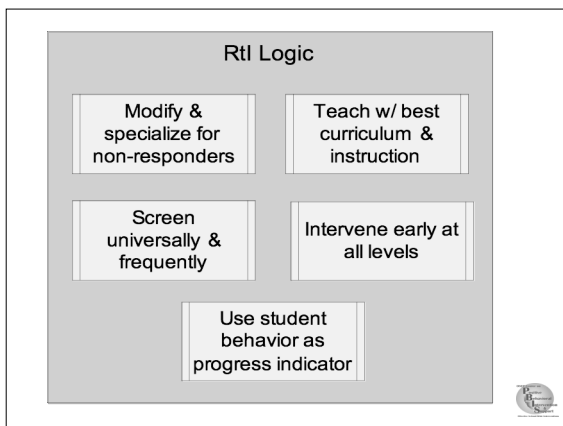 RtI Logic
Modify &
specialize for
non-responders
Teach w/ best
curriculum &
instruction
Screen
universally &
frequently
Intervene early at
all levels
Use student
behavior as
progress indicator